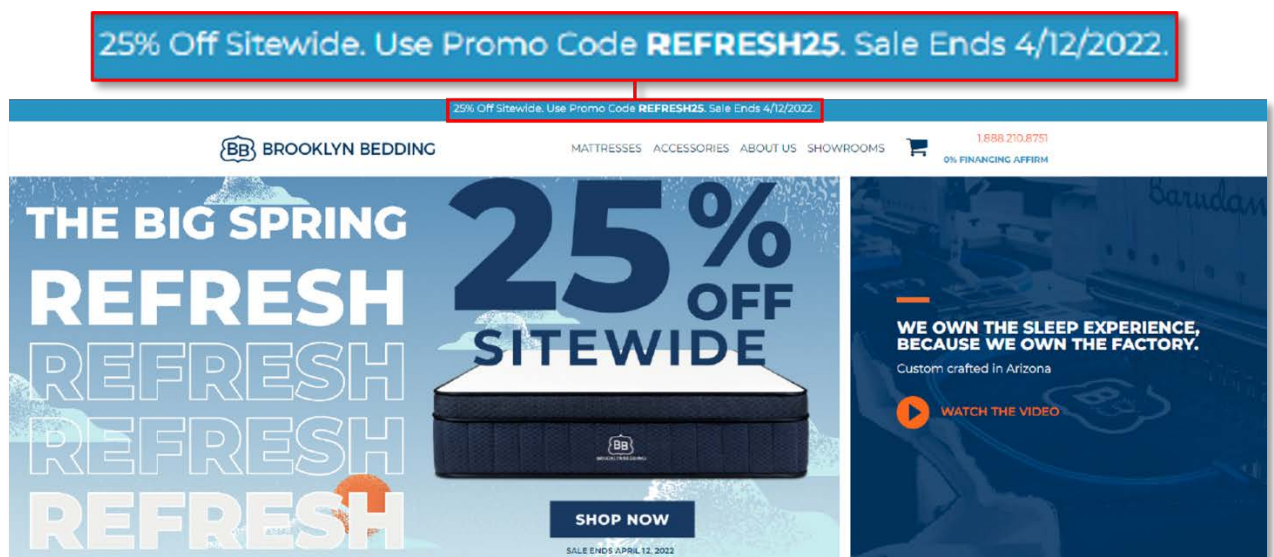 25% Off Sitewide. Use Promo Code REFRESH25. Sale Ends 4/12/2022.
25% Off Sitewide. Use Promo Code REFRESH25. Sale Ends 4/12/2022.
BB BROOKLYN BEDDING
MATTRESSES ACCESSORIES ABOUT US SHOWROOMS
1.888.210.8751
0% FINANCING AFFIRM
THE BIG SPRING
REFRESH
REFRESH
REFRESH
REFRESH
25%
OFF
SITEWIDE
BB
BROOKLYN BEDDING
SHOP NOW
SALE ENDS APRIL 12, 2022
Barudan
WE OWN THE SLEEP EXPERIENCE,
BECAUSE WE OWN THE FACTORY.
Custom crafted in Arizona
WATCH THE VIDEO